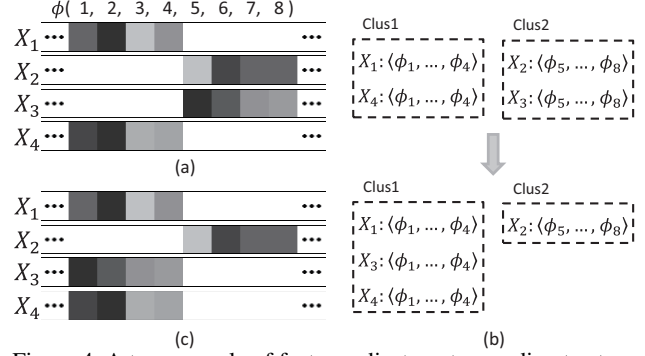 ϕ( 1, 2, 3, 4, 5, 6, 7, 8 )
X₁ ••• •••
X₂ ••• •••
X₃ ••• •••
X₄ ••• •••
(a)
X₁ ••• •••
X₂ ••• •••
X₃ ••• •••
X₄ ••• •••
(c)
Clus1
X₁:⟨ϕ₁, …, ϕ₄⟩
X₄:⟨ϕ₁, …, ϕ₄⟩
Clus2
X₂:⟨ϕ₅, …, ϕ₈⟩
X₃:⟨ϕ₅, …, ϕ₈⟩
Clus1
X₁:⟨ϕ₁, …, ϕ₄⟩
X₃:⟨ϕ₁, …, ϕ₄⟩
X₄:⟨ϕ₁, …, ϕ₄⟩
Clus2
X₂:⟨ϕ₅, …, ϕ₈⟩
(b)